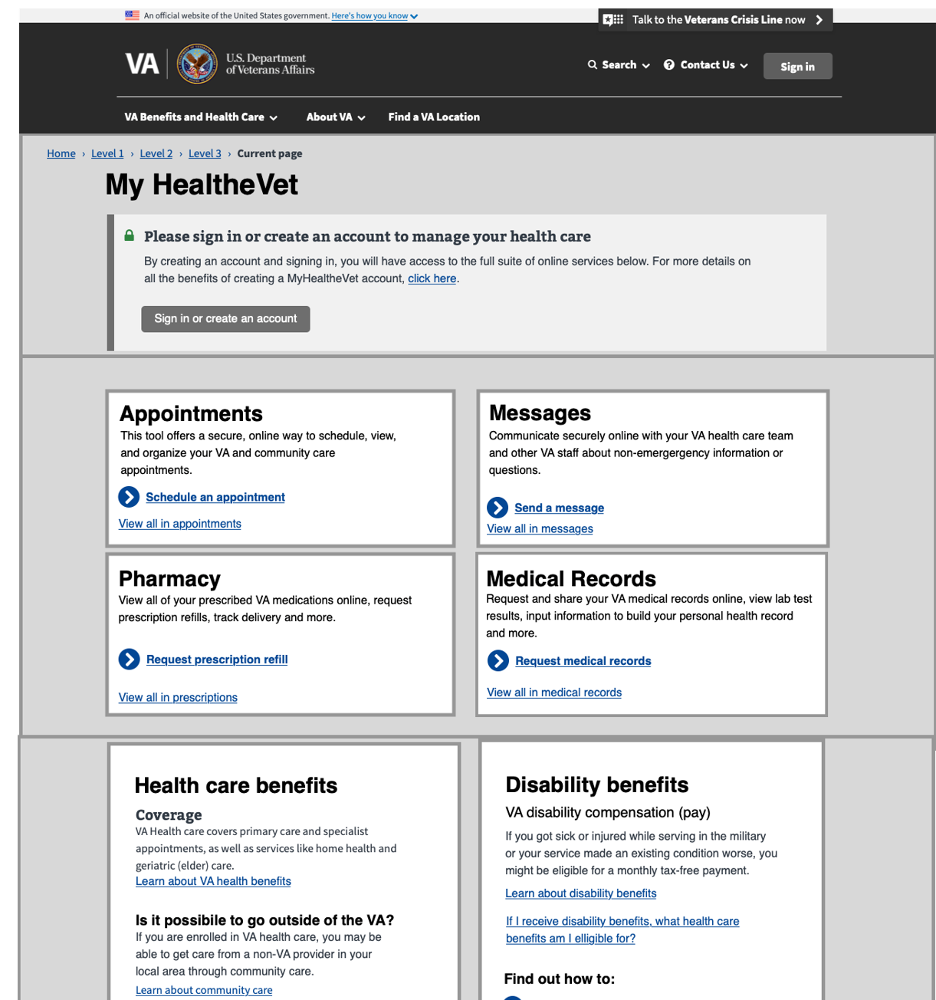 An official website of the United States government. Here's how you know
Talk to the Veterans Crisis Line now
VA
U.S. Department
of Veterans Affairs
Search
Contact Us
Sign in
VA Benefits and Health Care
About VA
Find a VA Location
Home › Level 1 › Level 2 › Level 3 › Current page
My HealtheVet
Please sign in or create an account to manage your health care
By creating an account and signing in, you will have access to the full suite of online services below. For more details on
all the benefits of creating a MyHealtheVet account, click here.
Sign in or create an account
Appointments
This tool offers a secure, online way to schedule, view,
and organize your VA and community care
appointments.
Schedule an appointment
View all in appointments
Messages
Communicate securely online with your VA health care team
and other VA staff about non-emergergency information or
questions.
Send a message
View all in messages
Pharmacy
View all of your prescribed VA medications online, request
prescription refills, track delivery and more.
Request prescription refill
View all in prescriptions
Medical Records
Request and share your VA medical records online, view lab test
results, input information to build your personal health record
and more.
Request medical records
View all in medical records
Health care benefits
Coverage
VA Health care covers primary care and specialist
appointments, as well as services like home health and
geriatric (elder) care.
Learn about VA health benefits
Is it possibile to go outside of the VA?
If you are enrolled in VA health care, you may be
able to get care from a non-VA provider in your
local area through community care.
Learn about community care
Disability benefits
VA disability compensation (pay)
If you got sick or injured while serving in the military
or your service made an existing condition worse, you
might be eligible for a monthly tax-free payment.
Learn about disability benefits
If I receive disability benefits, what health care
benefits am I elligible for?
Find out how to: